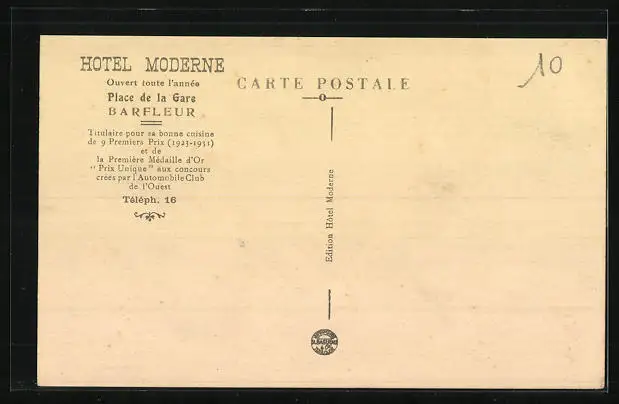 HOTEL MODERNE
Ouvert toute l'année
Place de la Gare
BARFLEUR
Titulaire pour sa bonne cuisine
de 9 Premiers Prix (1923-1931)
et de
la Première Médaille d'Or
"Prix Unique" aux concours
créés par l'Automobile Club
de l'Ouest
Téléph. 16
CARTE POSTALE
10
Edition Hôtel Moderne